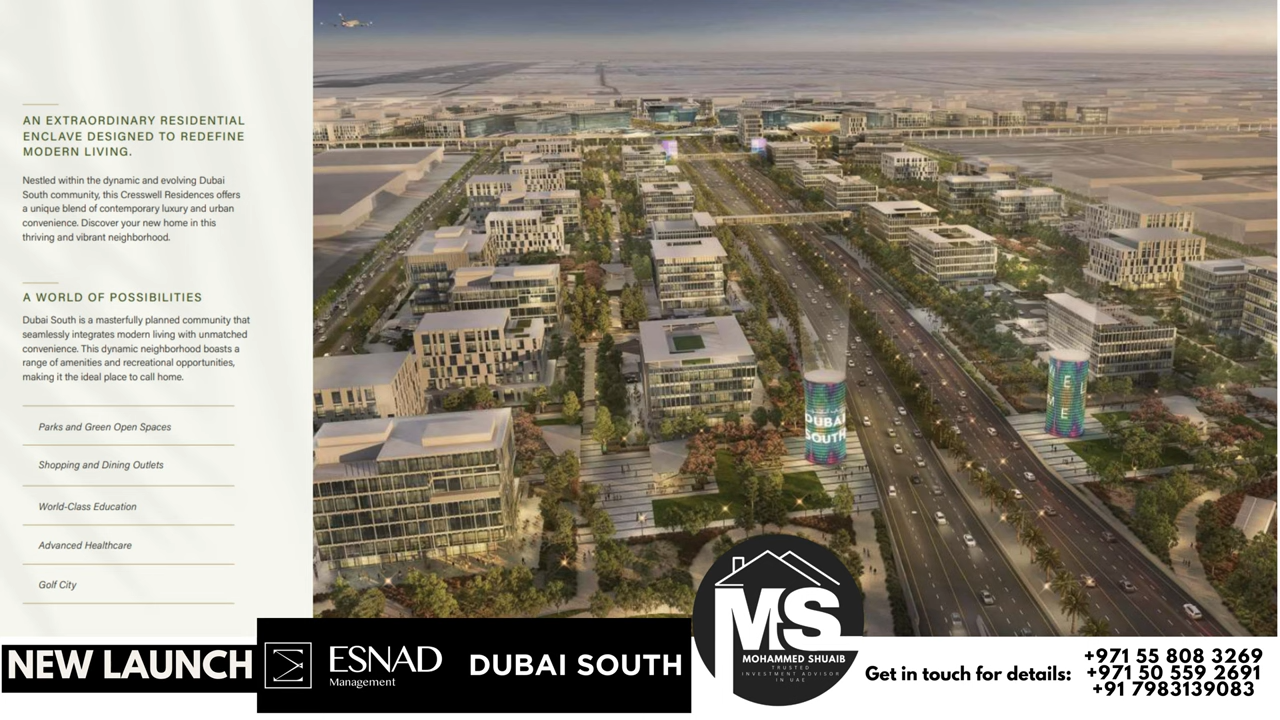 AN EXTRAORDINARY RESIDENTIAL
ENCLAVE DESIGNED TO REDEFINE
MODERN LIVING.
Nestled within the dynamic and evolving Dubai
South community, this Cresswell Residences offers
a unique blend of contemporary luxury and urban
convenience. Discover your new home in this
thriving and vibrant neighborhood.
A WORLD OF POSSIBILITIES
Dubai South is a masterfully planned community that
seamlessly integrates modern living with unmatched
convenience. This dynamic neighborhood boasts a
range of amenities and recreational opportunities,
making it the ideal place to call home.
Parks and Green Open Spaces
Shopping and Dining Outlets
World-Class Education
Advanced Healthcare
Golf City
DUBAI
SOUTH
E L
M E
NEW LAUNCH
ESNAD
Management
DUBAI SOUTH
MS
MOHAMMED SHUAIB
TRUSTED
INVESTMENT ADVISOR
IN UAE
Get in touch for details:
+971 55 808 3269
+971 50 559 2691
+91 7983139083